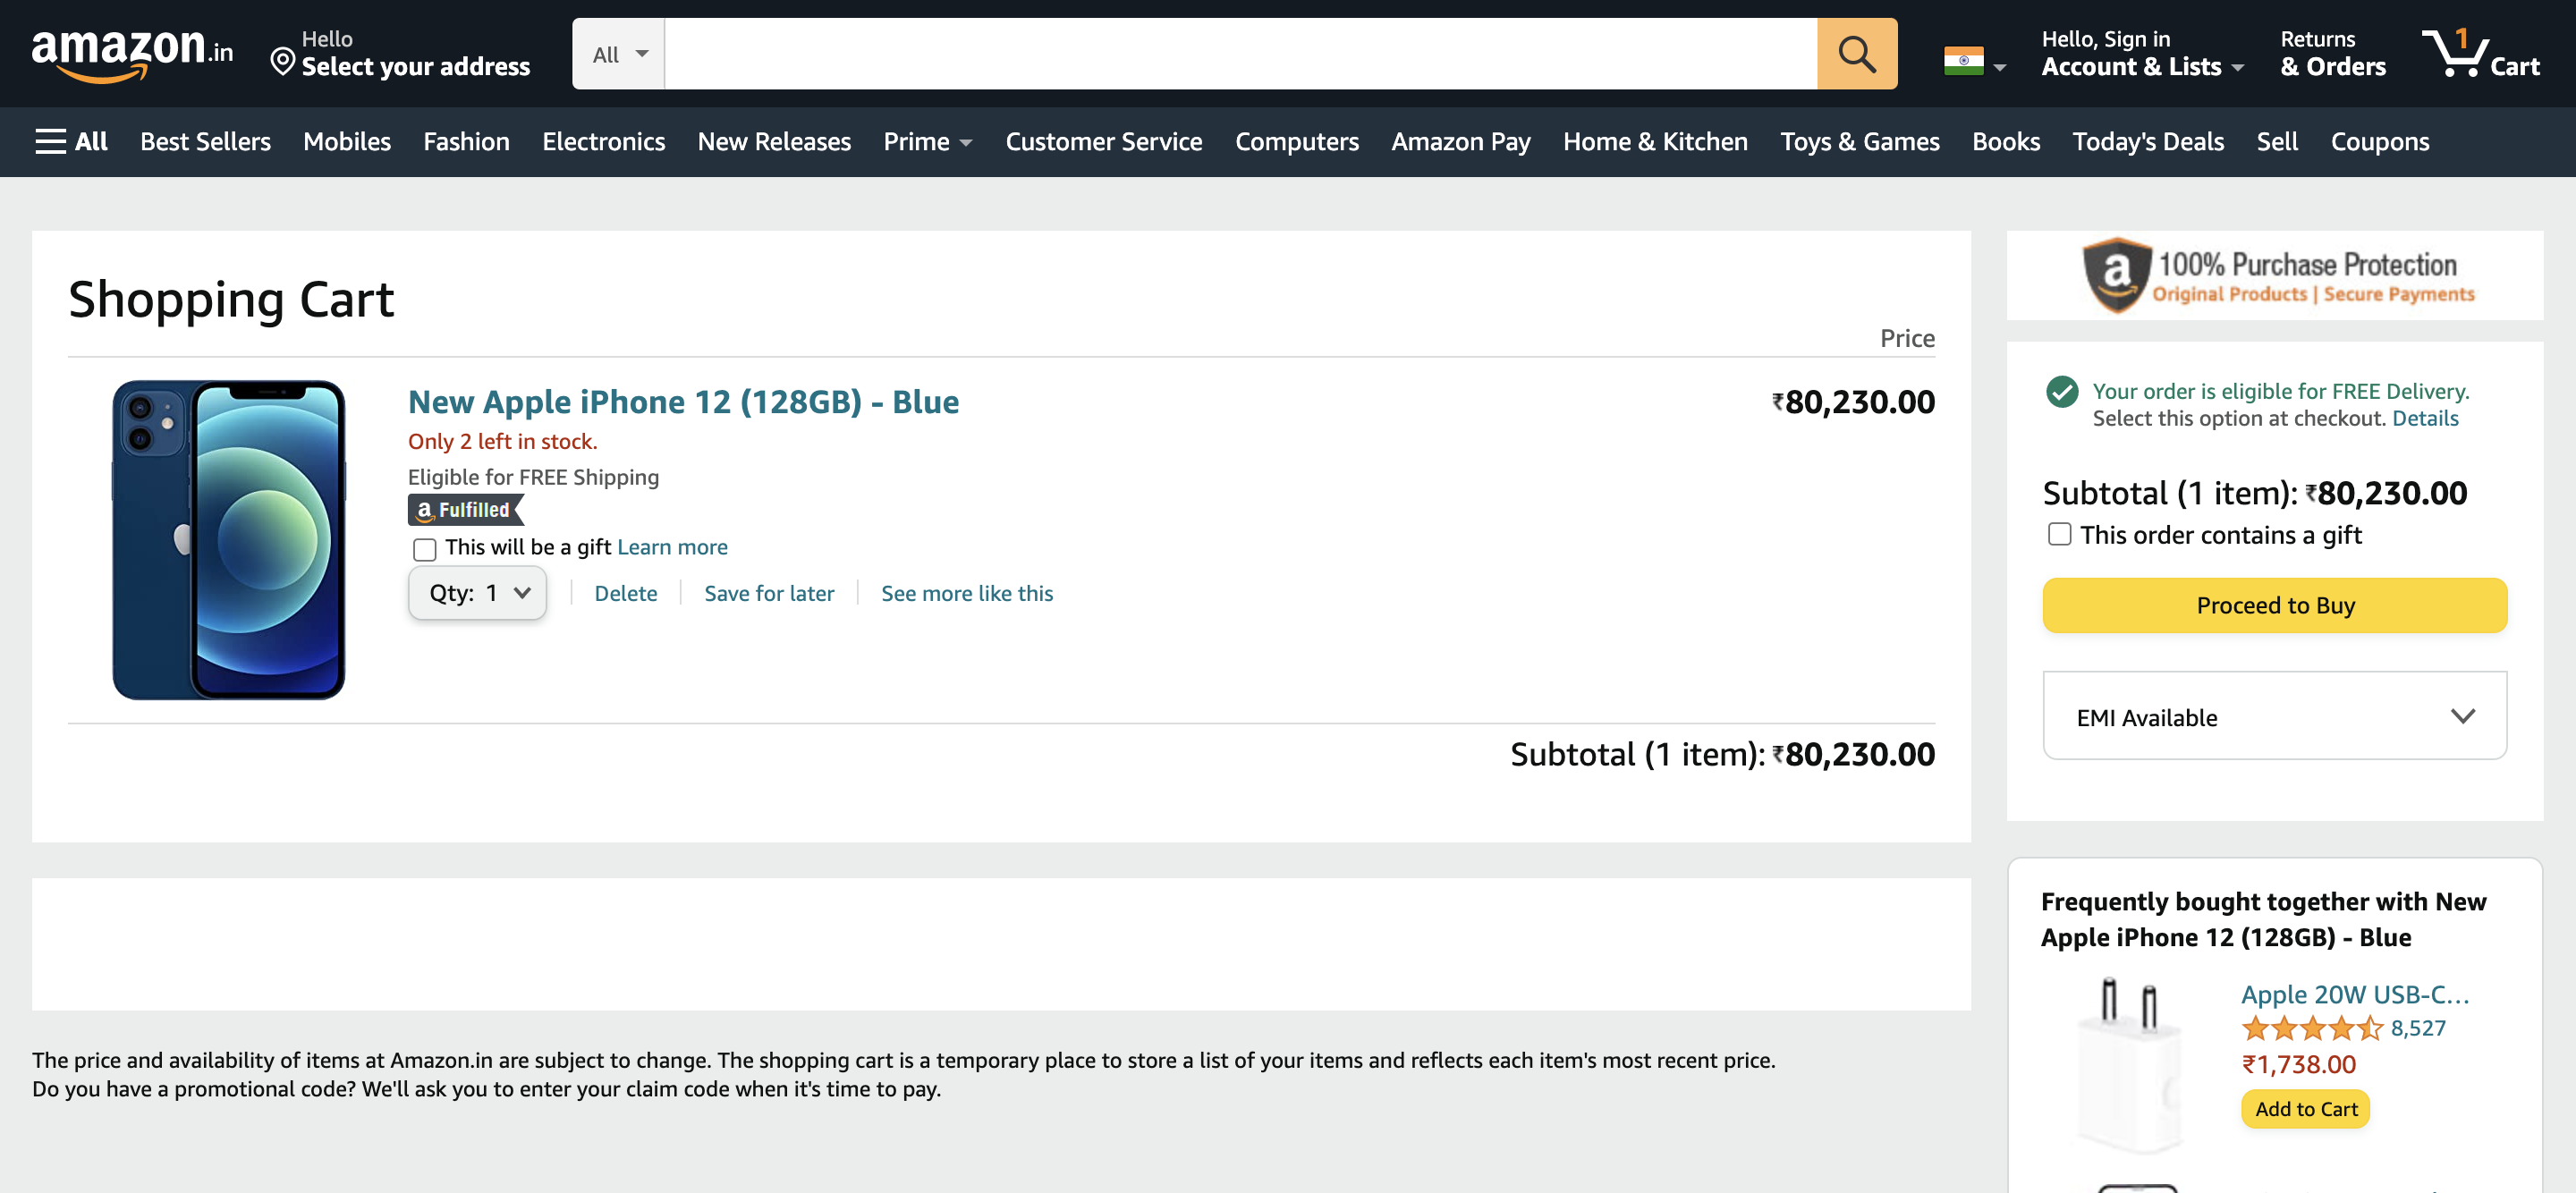 amazon.in
Hello
Select your address
All
Hello, Sign in
Account & Lists
Returns
& Orders
1
Cart
All Best Sellers Mobiles Fashion Electronics New Releases Prime Customer Service Computers Amazon Pay Home & Kitchen Toys & Games Books Today's Deals Sell Coupons
Shopping Cart
Price
New Apple iPhone 12 (128GB) - Blue
₹80,230.00
Only 2 left in stock.
Eligible for FREE Shipping
a Fulfilled
This will be a gift Learn more
Qty: 1 Delete Save for later See more like this
Subtotal (1 item): ₹80,230.00
The price and availability of items at Amazon.in are subject to change. The shopping cart is a temporary place to store a list of your items and reflects each item's most recent price.
Do you have a promotional code? We'll ask you to enter your claim code when it's time to pay.
a 100% Purchase Protection
Original Products | Secure Payments
Your order is eligible for FREE Delivery.
Select this option at checkout. Details
Subtotal (1 item): ₹80,230.00
This order contains a gift
Proceed to Buy
EMI Available
Frequently bought together with New
Apple iPhone 12 (128GB) - Blue
Apple 20W USB-C…
8,527
₹1,738.00
Add to Cart